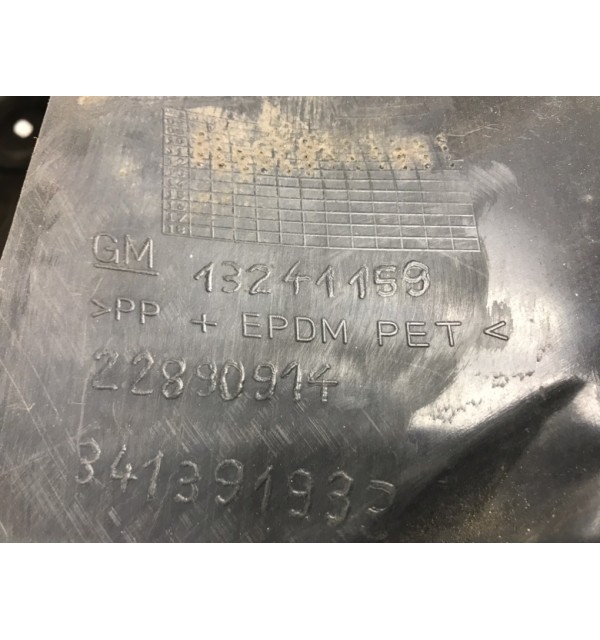 GM 13241159
>PP + EPDM PET <
22890914
341391932